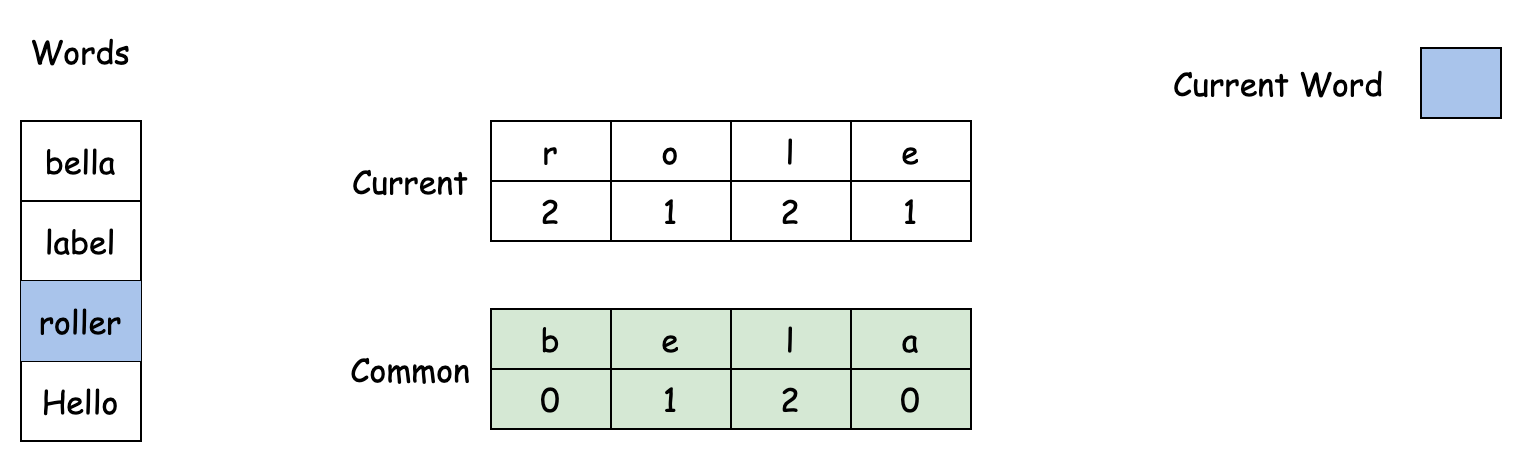 Words
Current Word
bella
label
roller
Hello
Current
r o l e
2 1 2 1
Common
b e l a
0 1 2 0